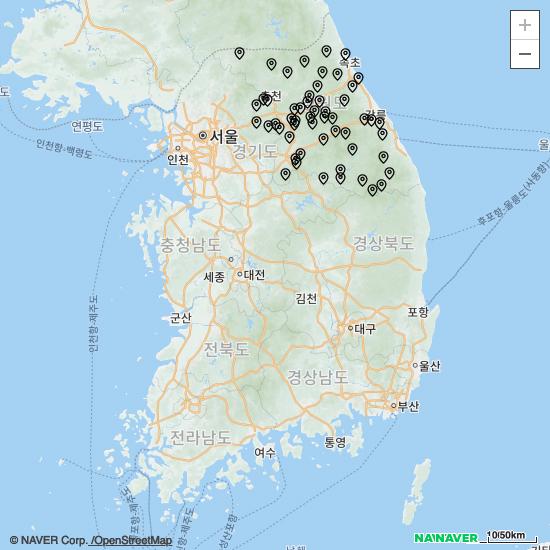 +
−
속초
춘천
강릉
연평도
인천항-백령도
서울
인천
경기도
울
후포항-울릉도(사동항)
충청남도
경상북도
세종
대전
인천항-제주도
김천
포항
군산
대구
전북도
울산
경상남도
부산
전라남도
통영
여수
© NAVER Corp. /OpenStreetMap
NAVER
10/50km